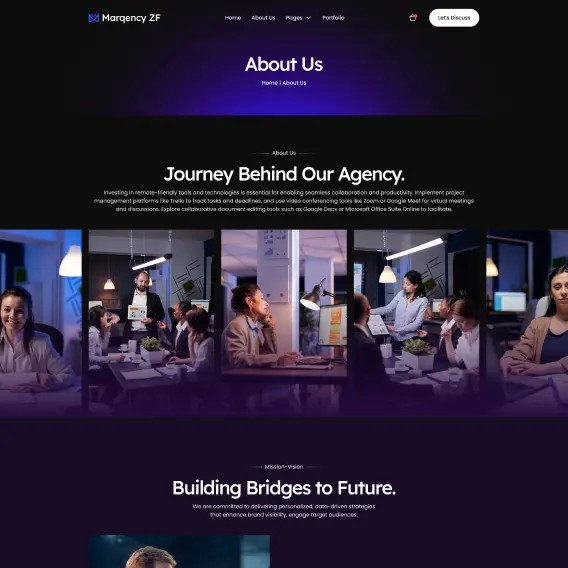 Marqency ZF
Home About Us Pages Portfolio
Let's Discuss
About Us
Home | About Us
About Us
Journey Behind Our Agency.
Investing in remote-friendly tools and technologies is essential for enabling seamless collaboration and productivity. Implement project
management platforms like Trello to track tasks and deadlines, and use video conferencing tools like Zoom or Google Meet for virtual meetings
and discussions. Explore collaborative document editing tools such as Google Docs or Microsoft Office Suite Online to facilitate.
Mission-Vision
Building Bridges to Future.
We are committed to delivering personalized, data-driven strategies
that enhance brand visibility, engage target audiences.